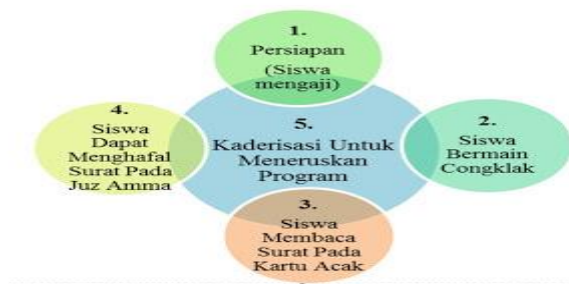 1.
Persiapan
(Siswa
mengaji)
2.
Siswa
Bermain
Congklak
3.
Siswa
Membaca
Surat Pada
Kartu Acak
4.
Siswa
Dapat
Menghafal
Surat Pada
Juz Amma
5.
Kaderisasi Untuk
Meneruskan
Program